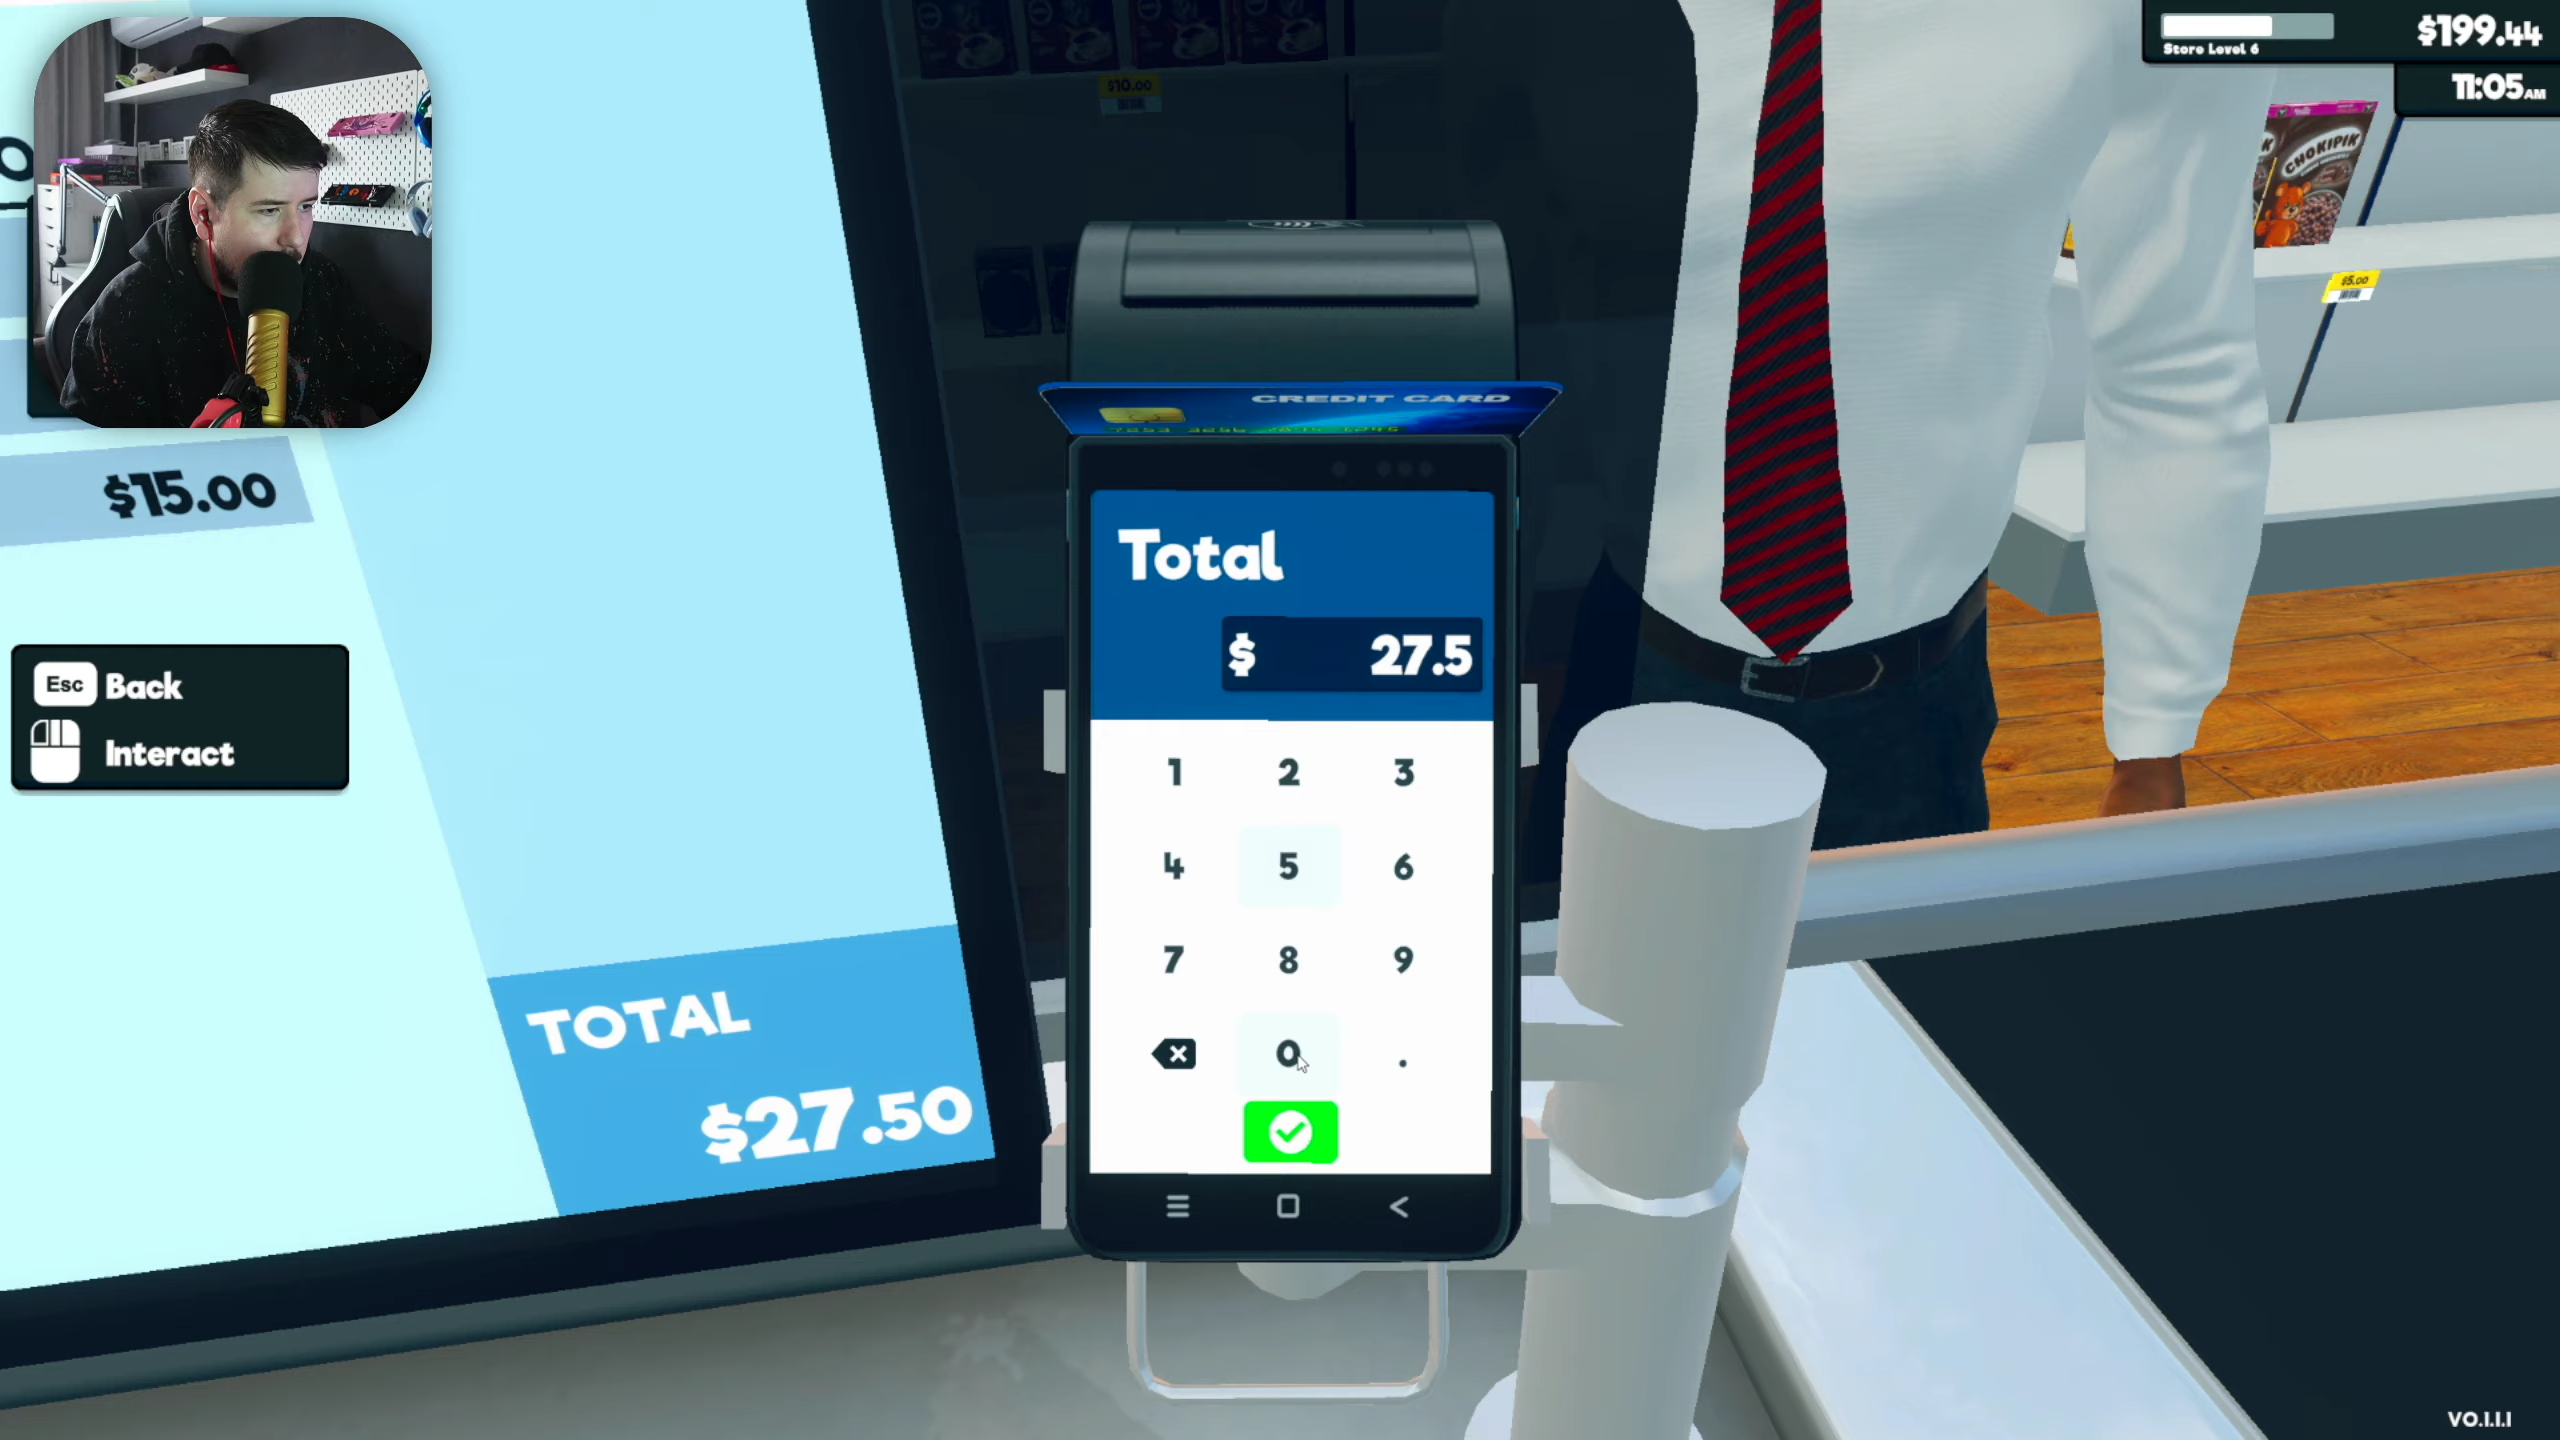 $199.44
Store Level 6
11:05AM
$10.00
CHOKIPIK
$5.00
CREDIT CARD
$15.00
Total
$ 27.5
Esc Back
Interact
1 2 3
4 5 6
7 8 9
0 .
TOTAL
$27.50
V0.1.1.1